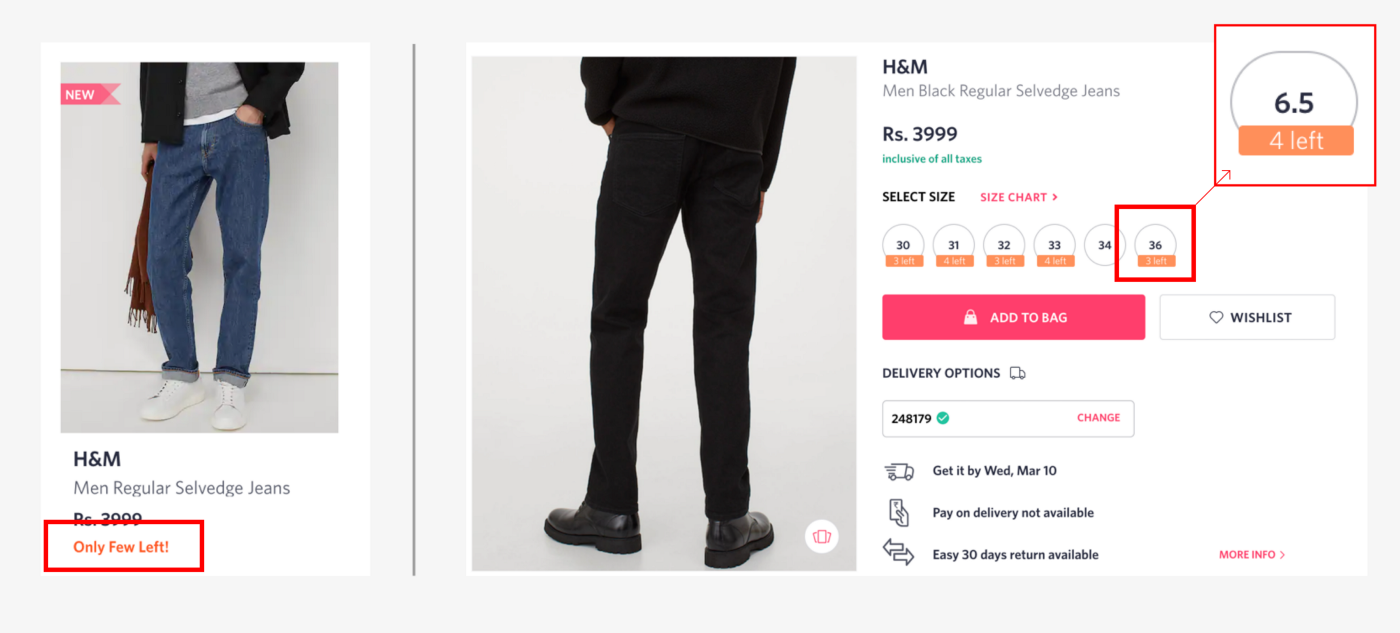 NEW
H&M
Men Regular Selvedge Jeans
Rs. 3999
Only Few Left!
H&M
Men Black Regular Selvedge Jeans
Rs. 3999
inclusive of all taxes
SELECT SIZE SIZE CHART >
30 31 32 33 34 36
3 left 4 left 3 left 4 left 3 left
6.5
4 left
ADD TO BAG WISHLIST
DELIVERY OPTIONS
248179 CHANGE
Get it by Wed, Mar 10
Pay on delivery not available
Easy 30 days return available MORE INFO >